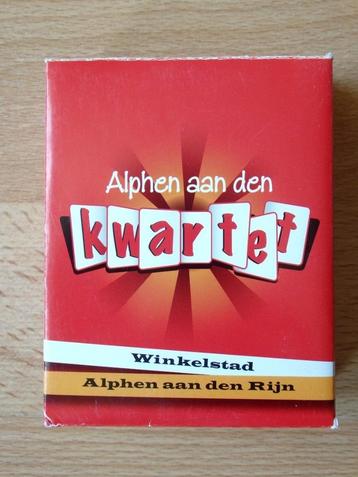 Alphen aan den
kwartet
Winkelstad
Alphen aan den Rijn